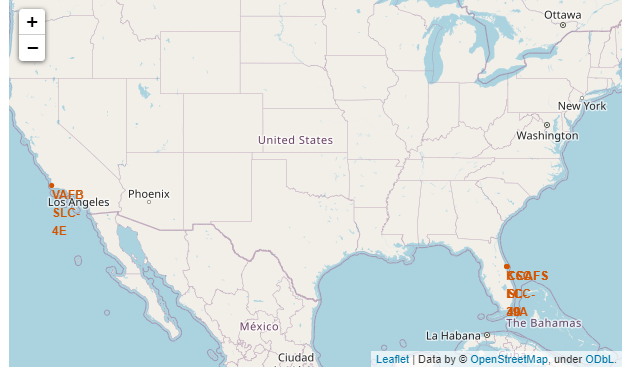 +
−
Ottawa
New York
Washington
United States
VAFB
SLC-
4E
Los Angeles
Phoenix
México
Ciudad
La Habana
The Bahamas
Leaflet | Data by © OpenStreetMap, under ODbL.